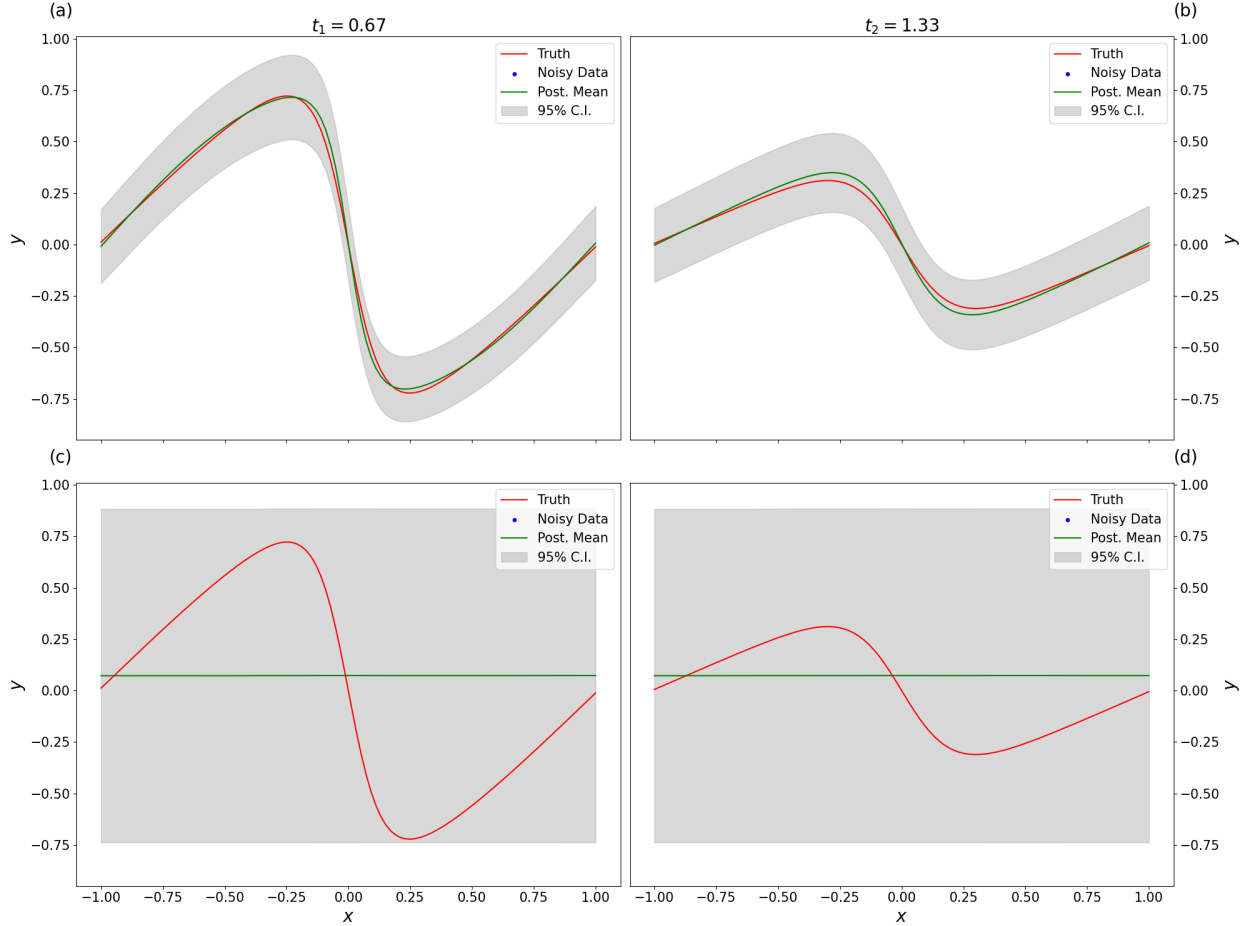 (a)
t₁ = 0.67
t₂ = 1.33
(b)
1.00
0.75
0.50
0.25
0.00
−0.25
−0.50
−0.75
y
Truth
Noisy Data
Post. Mean
95% C.I.
Truth
Noisy Data
Post. Mean
95% C.I.
1.00
0.75
0.50
0.25
0.00
−0.25
−0.50
−0.75
y
(c)
(d)
1.00
0.75
0.50
0.25
0.00
−0.25
−0.50
−0.75
y
Truth
Noisy Data
Post. Mean
95% C.I.
Truth
Noisy Data
Post. Mean
95% C.I.
1.00
0.75
0.50
0.25
0.00
−0.25
−0.50
−0.75
y
−1.00 −0.75 −0.50 −0.25 0.00 0.25 0.50 0.75 1.00
x
−1.00 −0.75 −0.50 −0.25 0.00 0.25 0.50 0.75 1.00
x